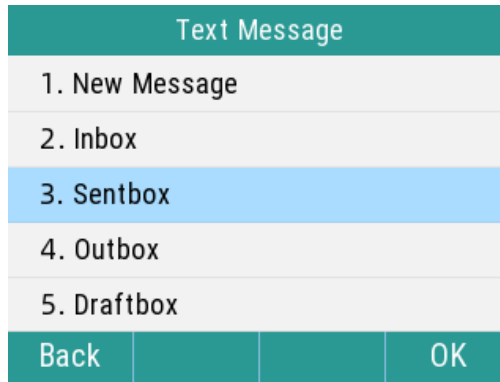 Text Message
1. New Message
2. Inbox
3. Sentbox
4. Outbox
5. Draftbox
Back OK